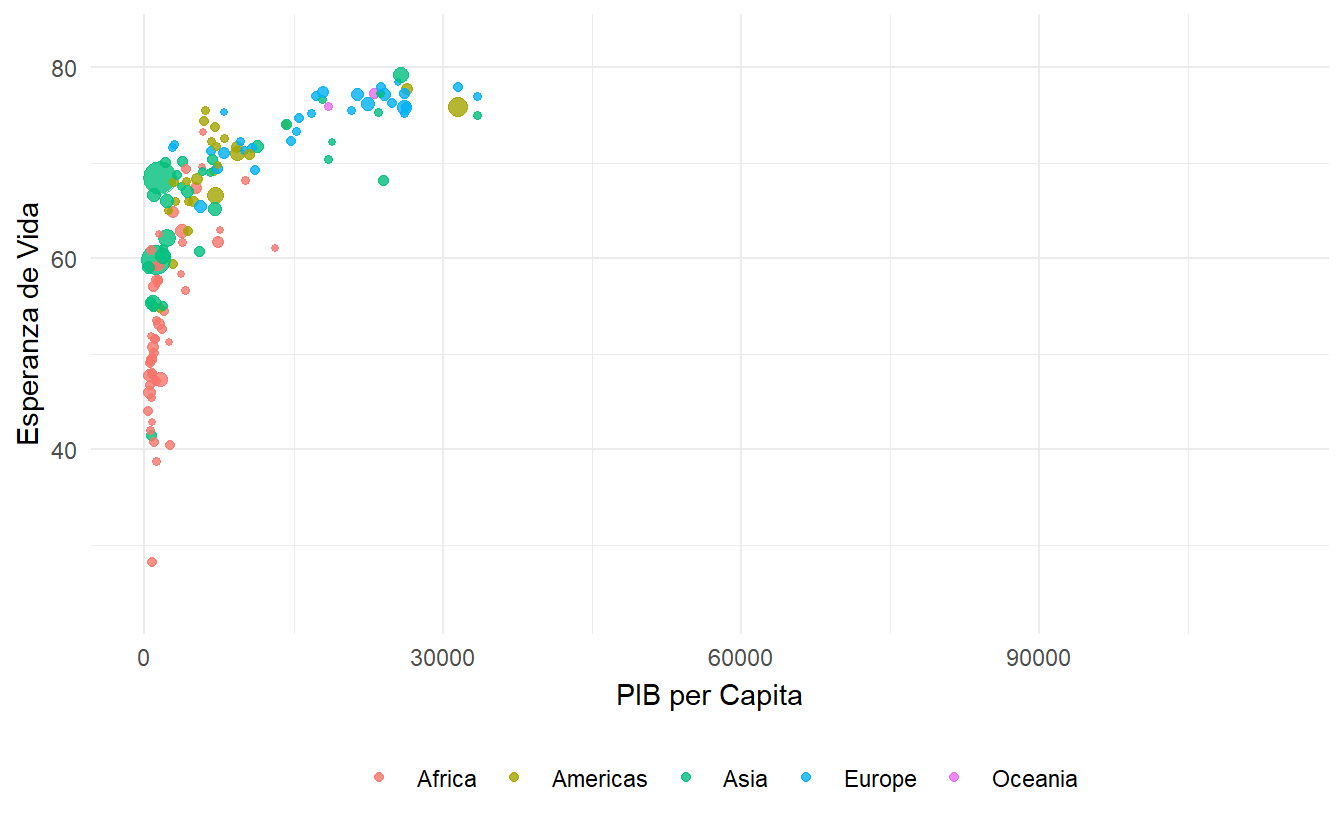 80
60
40
0 30000 60000 90000
Esperanza de Vida
PIB per Capita
Africa Americas Asia Europe Oceania